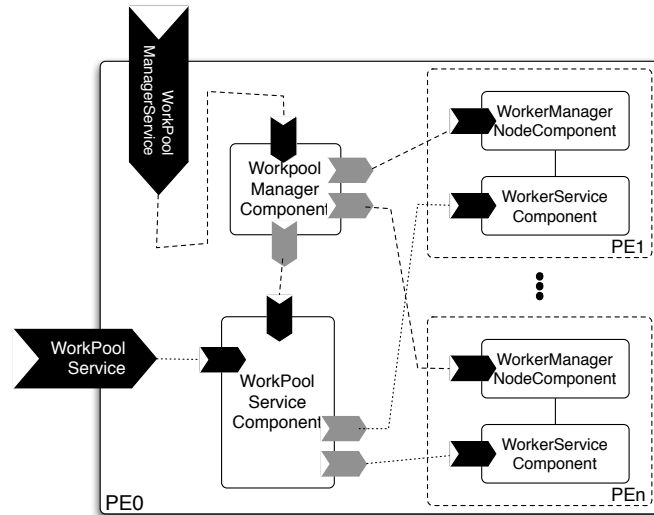 WorkPool
ManagerService
Workpool
Manager
Component
WorkerManager
NodeComponent
WorkerService
Component
PE1
WorkPool
Service
WorkPool
Service
Component
WorkerManager
NodeComponent
WorkerService
Component
PEn
PE0